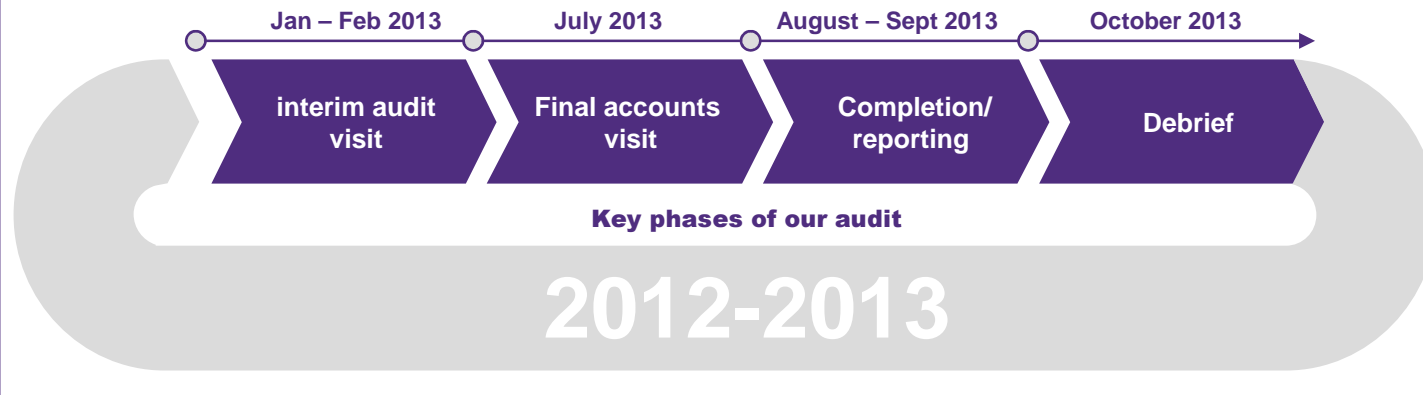 Jan – Feb 2013 July 2013 August – Sept 2013 October 2013
interim audit
visit
Final accounts
visit
Completion/
reporting
Debrief
Key phases of our audit
2012-2013